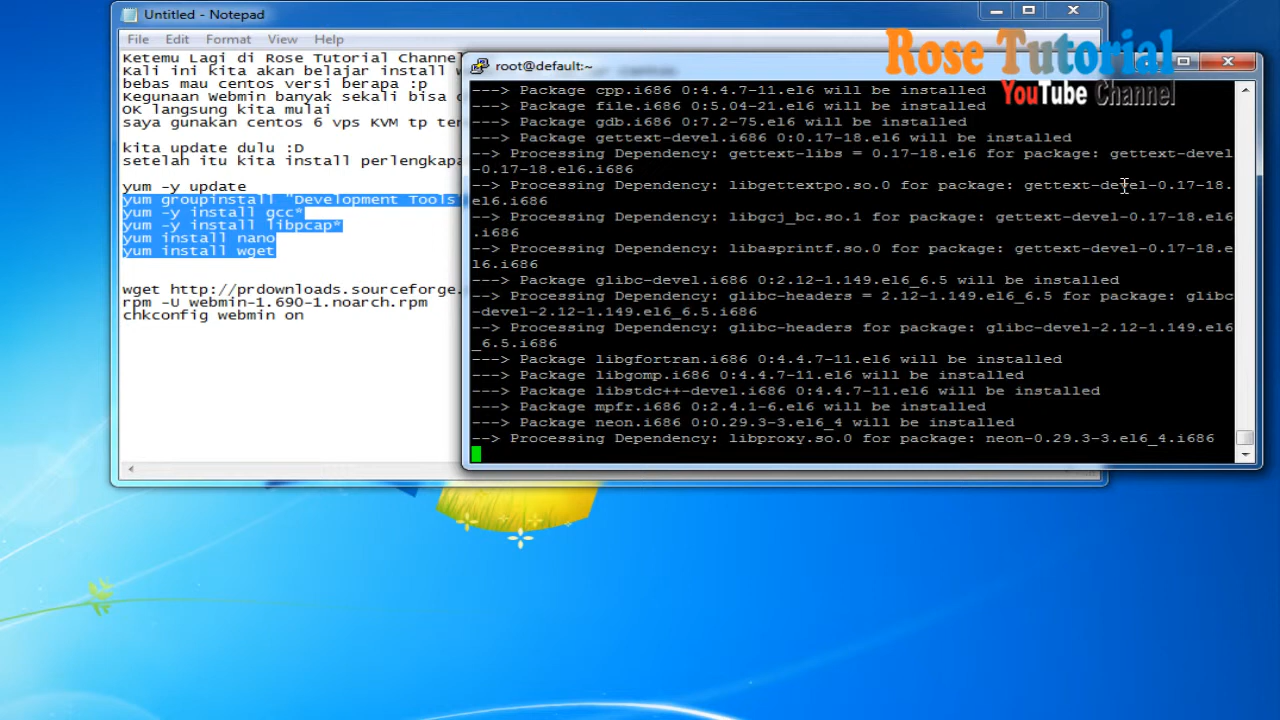 Untitled - Notepad
File Edit Format View Help
Ketemu Lagi di Rose Tutorial Channel
Kali ini kita akan belajar install
bebas mau centos versi berapa :p
Kegunaan Webmin banyak sekali bisa
OK langsung kita mulai
saya gunakan centos 6 vps KVM tp
kita update dulu :D
setelah itu kita install
yum -y update
yum groupinstall "Development Tools"
yum -y install gcc*
yum -y install libpcap*
yum install nano
yum install wget
wget http://prdownloads.sourceforge.
rpm -U webmin-1.690-1.noarch.rpm
chkconfig webmin on
Rose Tutorial
YouTube Channel
root@default:~
---> Package cpp.i686 0:4.4.7-11.el6 will be installed
---> Package file.i686 0:5.04-21.el6 will be installed
---> Package gdb.i686 0:7.2-75.el6 will be installed
---> Package gettext-devel.i686 0:0.17-18.el6 will be installed
--> Processing Dependency: gettext-libs = 0.17-18.el6 for package: gettext-devel
-0.17-18.el6.i686
--> Processing Dependency: libgettextpo.so.0 for package: gettext-devel-0.17-18.
el6.i686
--> Processing Dependency: libgcj_bc.so.1 for package: gettext-devel-0.17-18.el6
.i686
--> Processing Dependency: libasprintf.so.0 for package: gettext-devel-0.17-18.e
l6.i686
---> Package glibc-devel.i686 0:2.12-1.149.el6_6.5 will be installed
--> Processing Dependency: glibc-headers = 2.12-1.149.el6_6.5 for package: glibc
-devel-2.12-1.149.el6_6.5.i686
--> Processing Dependency: glibc-headers for package: glibc-devel-2.12-1.149.el6
_6.5.i686
---> Package libgfortran.i686 0:4.4.7-11.el6 will be installed
---> Package libgomp.i686 0:4.4.7-11.el6 will be installed
---> Package libstdc++-devel.i686 0:4.4.7-11.el6 will be installed
---> Package mpfr.i686 0:2.4.1-6.el6 will be installed
---> Package neon.i686 0:0.29.3-3.el6_4 will be installed
--> Processing Dependency: libproxy.so.0 for package: neon-0.29.3-3.el6_4.i686